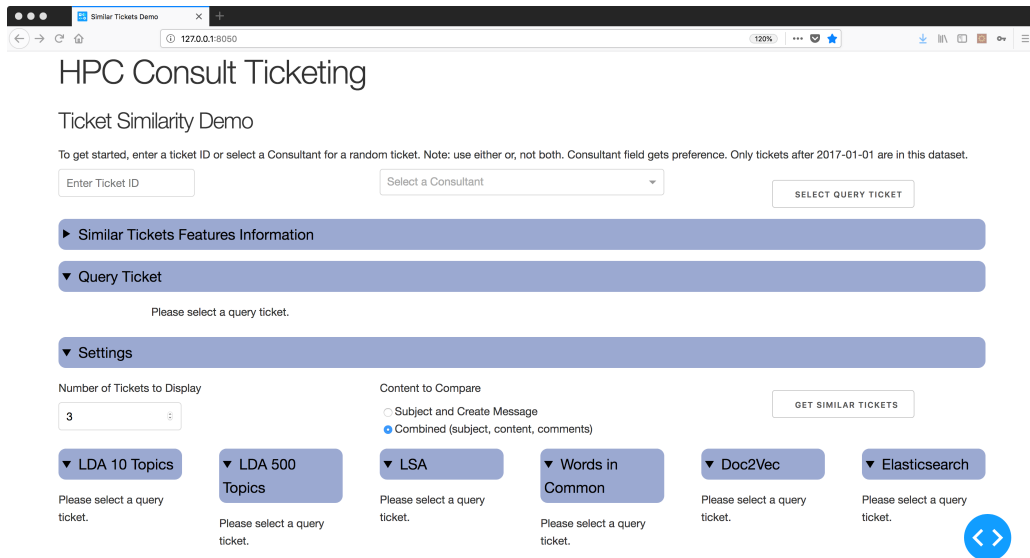 Similar Tickets Demo
127.0.0.1:8050
120%
HPC Consult Ticketing
Ticket Similarity Demo
To get started, enter a ticket ID or select a Consultant for a random ticket. Note: use either or, not both. Consultant field gets preference. Only tickets after 2017-01-01 are in this dataset.
Enter Ticket ID
Select a Consultant
SELECT QUERY TICKET
Similar Tickets Features Information
Query Ticket
Please select a query ticket.
Settings
Number of Tickets to Display
3
Content to Compare
Subject and Create Message
Combined (subject, content, comments)
GET SIMILAR TICKETS
LDA 10 Topics
Please select a query
ticket.
LDA 500
Topics
Please select a query
ticket.
LSA
Please select a query
ticket.
Words in
Common
Please select a query
ticket.
Doc2Vec
Please select a query
ticket.
Elasticsearch
Please select a query
ticket.